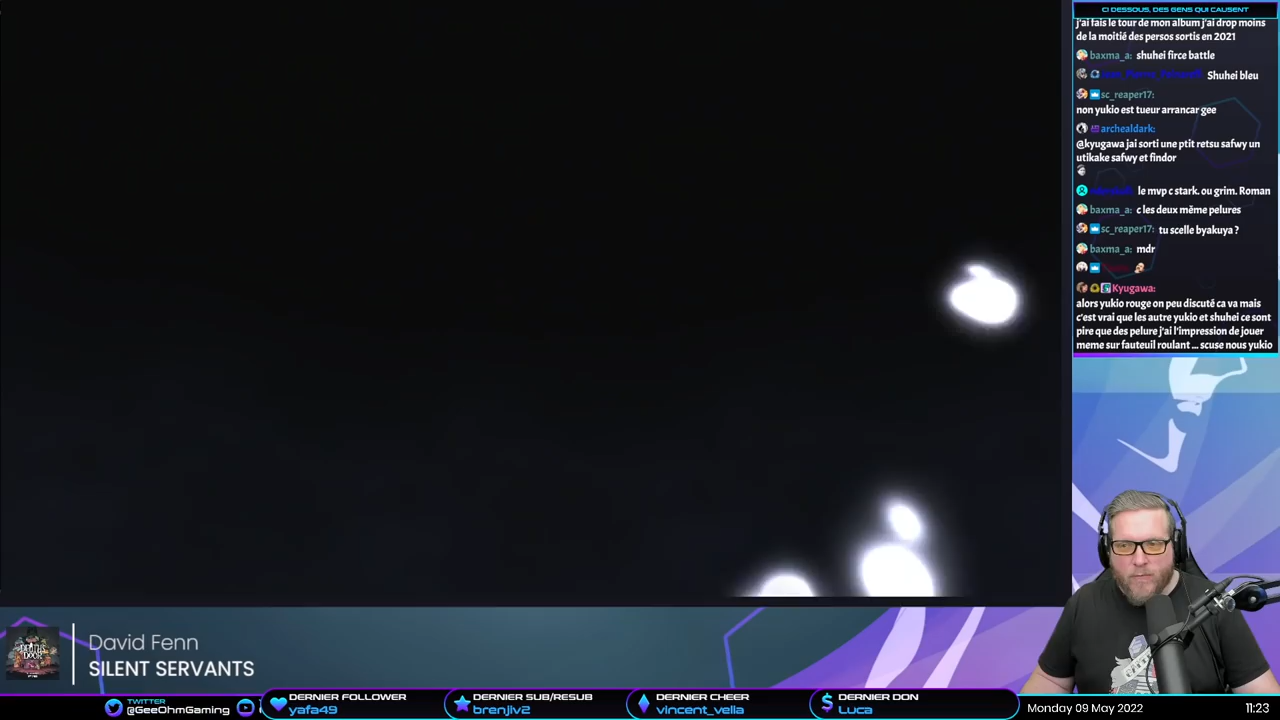 CI DESSOUS, DES GENS QUI CAUSENT
j'ai fais le tour de mon album j'ai drop moins
de la moitié des persos sortis en 2021
baxma_a: shuhei firce battle
Shuhei bleu
sc_reaper17:
non yukio est tueur arrancar gee
archealdark:
@kyugawa jai sorti une ptit retsu safwy un
utikake safwy et findor
le mvp c stark. ou grim. Roman
baxma_a: c les deux même pelures
sc_reaper17: tu scelle byakuya ?
baxma_a: mdr
Kyugawa:
alors yukio rouge on peu discuté ca va mais
c'est vrai que les autre yukio et shuhei ce sont
pire que des pelure j'ai l'impression de jouer
meme sur fauteuil roulant ... scuse nous yukio
DEATH'S DOOR
David Fenn
SILENT SERVANTS
TWITTER
@GeeOhmGaming
DERNIER FOLLOWER
yafa49
DERNIER SUB/RESUB
brenjiv2
DERNIER CHEER
vincent_vella
DERNIER DON
Luca
Monday 09 May 2022
11:23